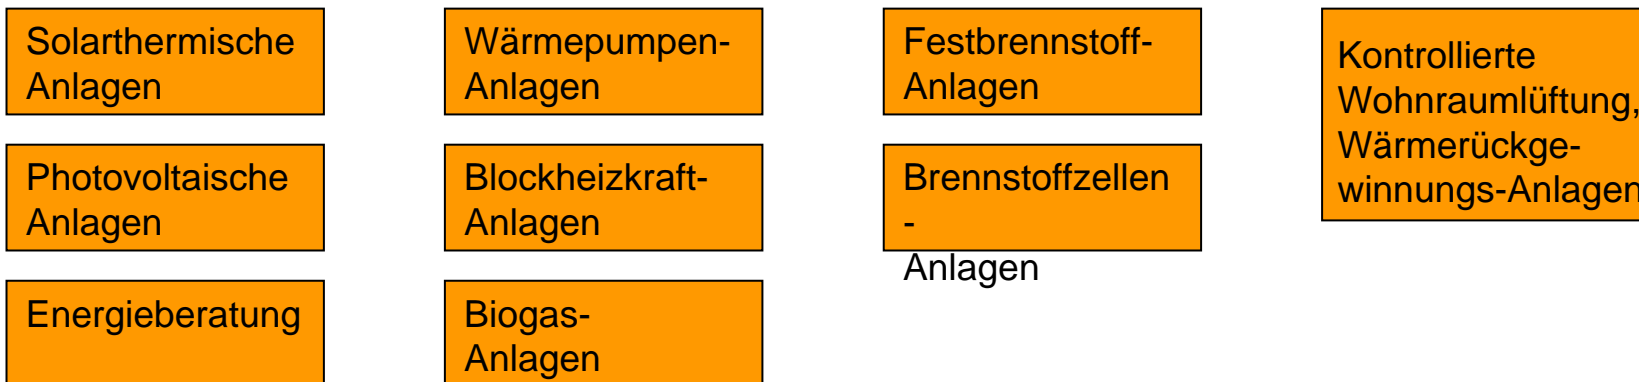 Solarthermische
Anlagen
Wärmepumpen-
Anlagen
Festbrennstoff-
Anlagen
Kontrollierte
Wohnraumlüftung,
Wärmerückge-
winnungs-Anlagen
Photovoltaische
Anlagen
Blockheizkraft-
Anlagen
Brennstoffzellen
-
Anlagen
Energieberatung
Biogas-
Anlagen